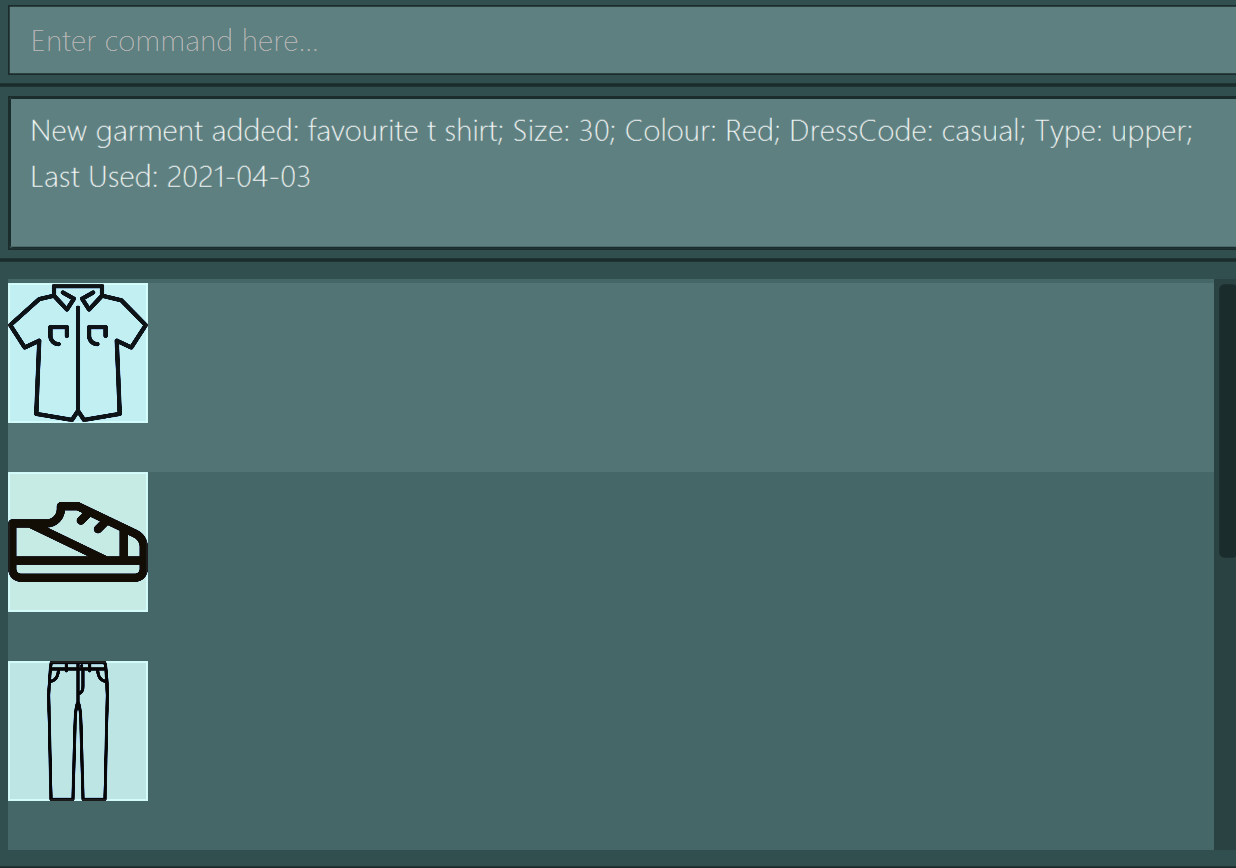 Enter command here...
New garment added: favourite t shirt; Size: 30; Colour: Red; DressCode: casual; Type: upper;
Last Used: 2021-04-03